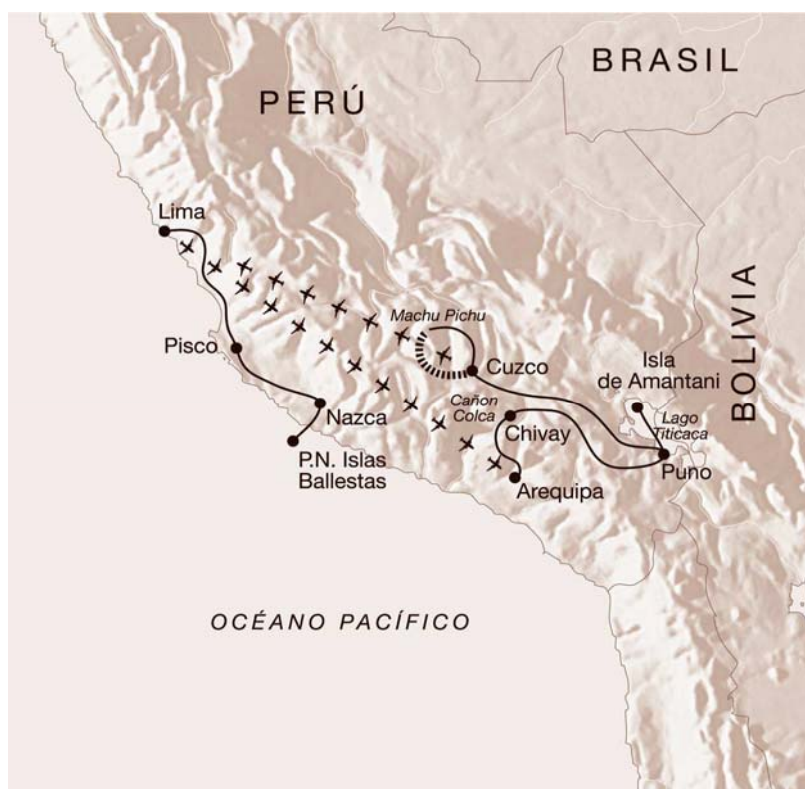 BRASIL
PERÚ
Lima
BOLIVIA
Machu Pichu
Pisco
Cuzco
Isla
de Amantani
Cañon
Colca
Nazca
Chivay
Lago
Titicaca
P.N. Islas
Ballestas
Puno
Arequipa
OCÉANO PACÍFICO